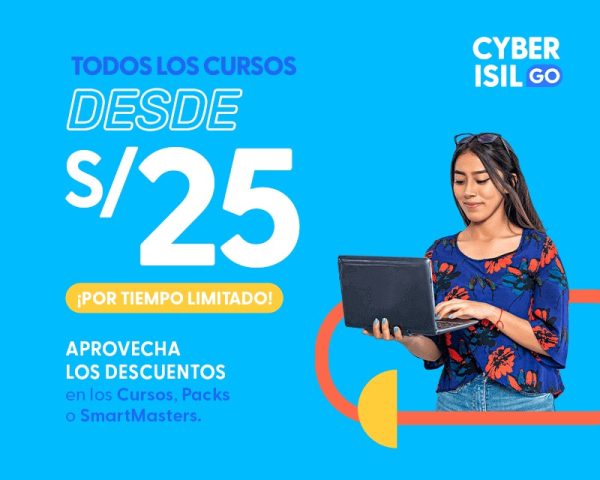 TODOS LOS CURSOS
DESDE
S/25
¡POR TIEMPO LIMITADO!
APROVECHA
LOS DESCUENTOS
en los Cursos, Packs
o SmartMasters.
CYBER
ISIL GO